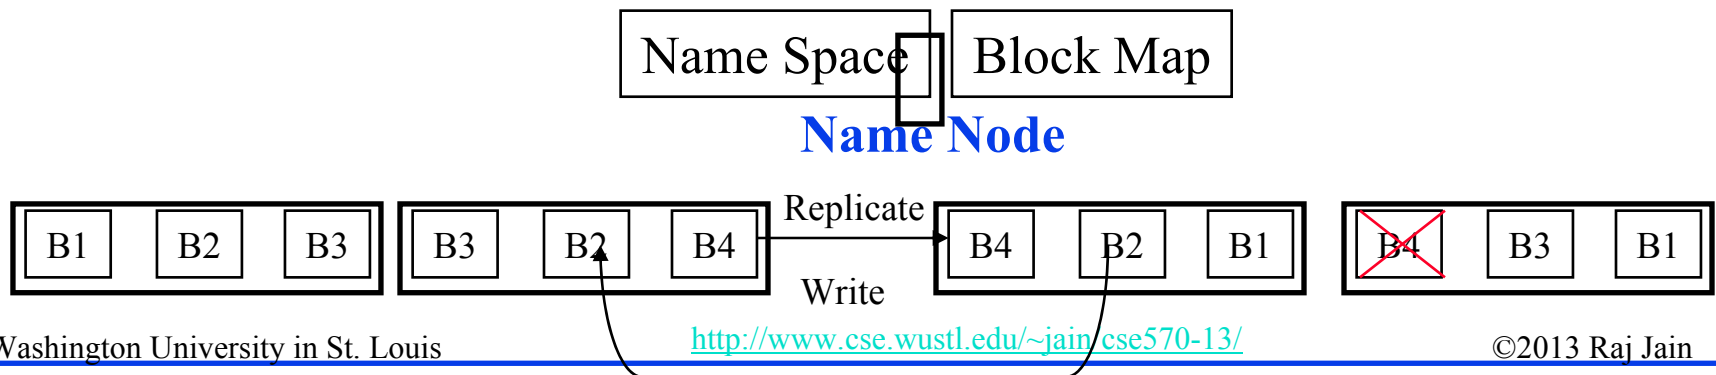 Name Space Block Map
Name Node
B1 B2 B3 B3 B2 B4 Replicate B4 B2 B1 B4 B3 B1
Write
Washington University in St. Louis http://www.cse.wustl.edu/~jain/cse570-13/ ©2013 Raj Jain